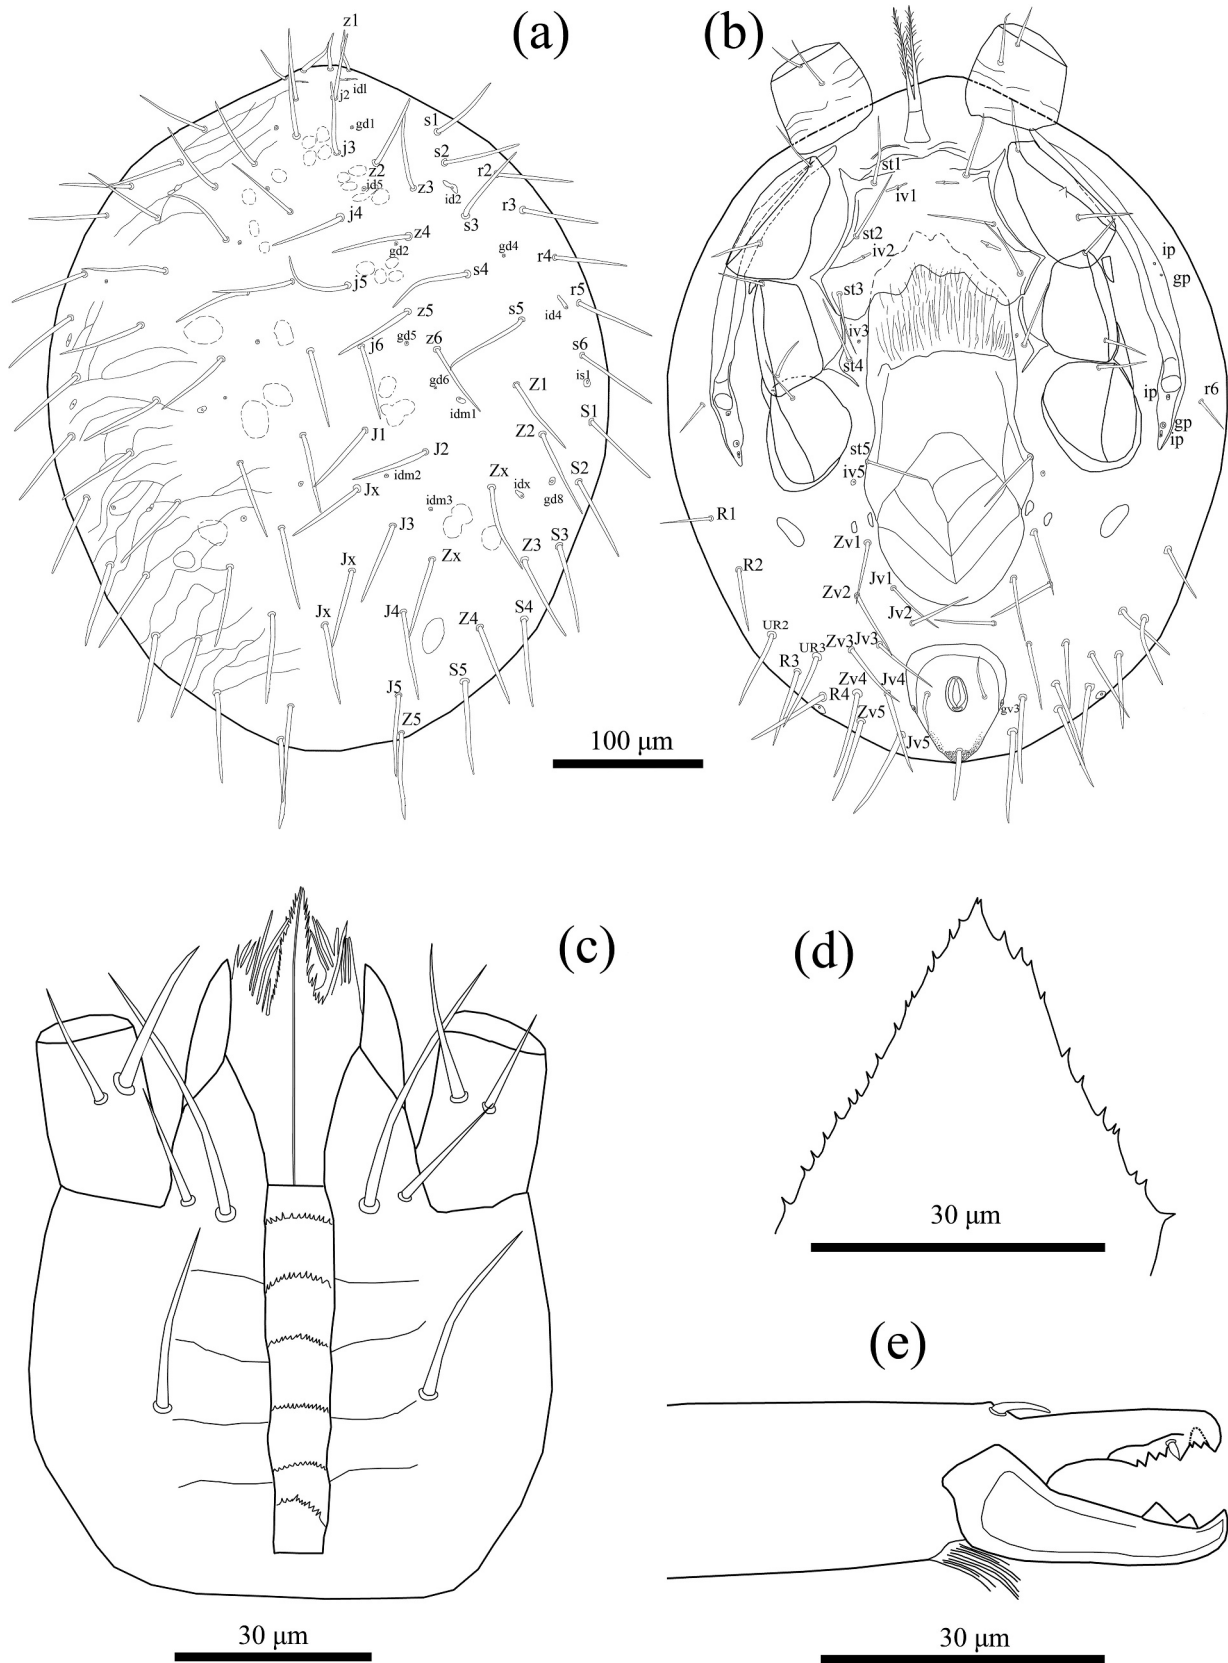 (a)
z1
j2
idl
gd1
j3
z2
id5
z3
s1
s2
id2
s3
r2
r3
j4
z4
gd2
gd4
r4
j5
s4
r5
id4
z5
s5
gd5
j6
z6
s6
is1
gd6
idm1
Z1
S1
J1
J2
Z2
idm2
Jx
Zx
idx
gd8
S2
idm3
J3
S3
Z3
Jx
Zx
Jx
J4
Z4
S4
S5
J5
Z5
(b)
st1
iv1
st2
iv2
st3
iv3
st4
ip
gp
ip
gp
ip
r6
st5
iv5
R1
Zv1
R2
Zv2
Jv1
Jv2
UR2
R3
UR3
Zv3
Jv3
R4
Zv4
Jv4
Zv5
Jv5
gv3
100 μm
(c)
30 μm
(d)
30 μm
(e)
30 μm